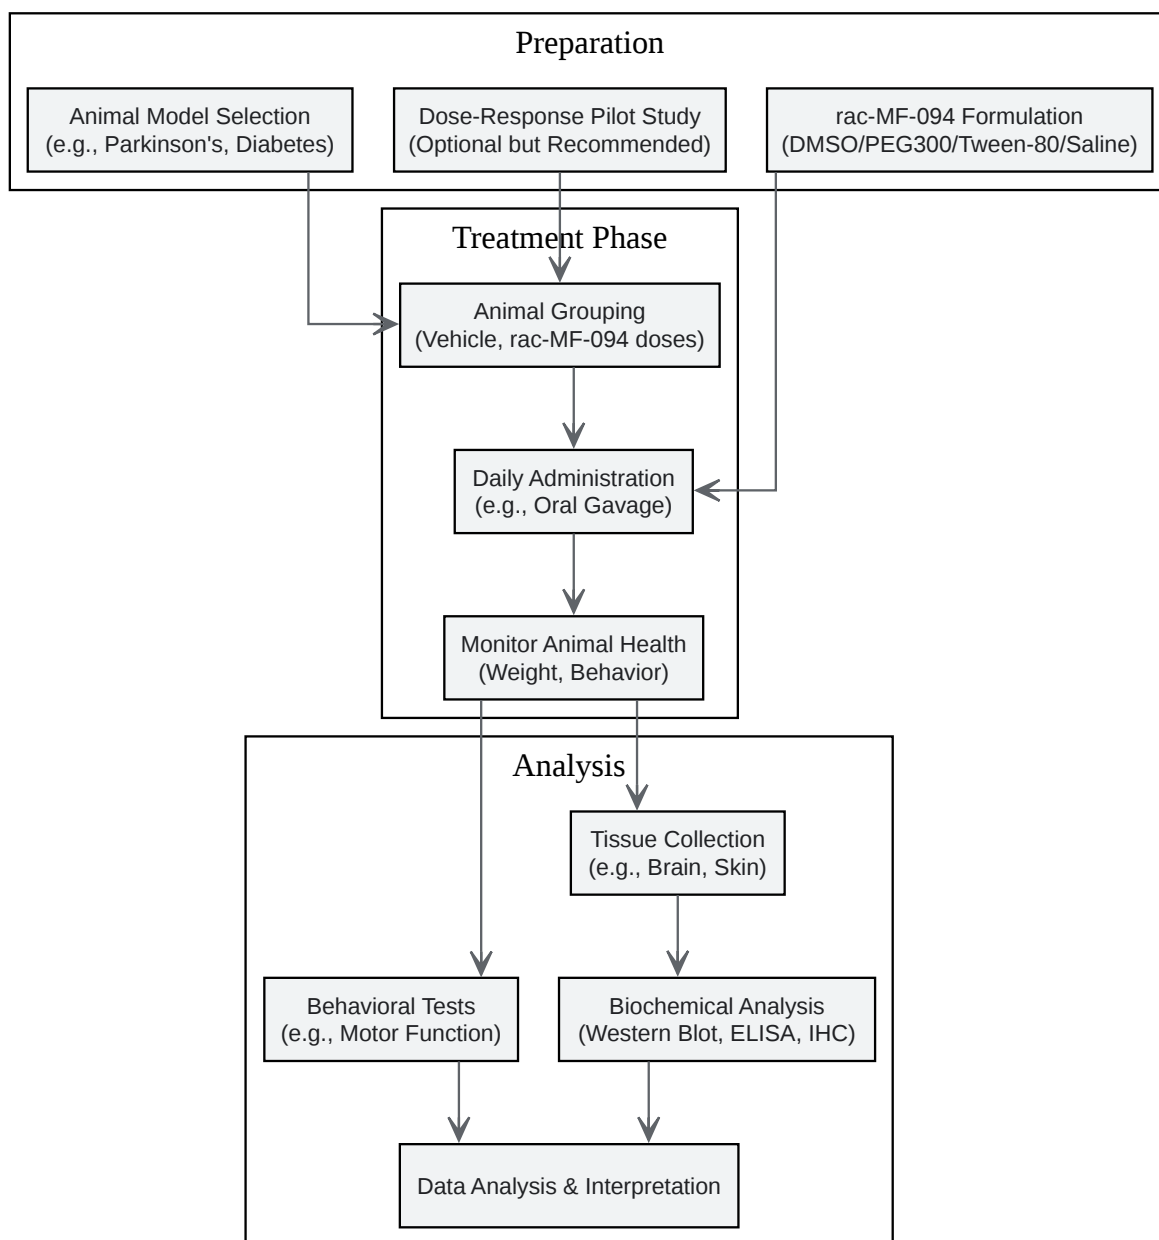 Preparation
Animal Model Selection
(e.g., Parkinson's, Diabetes)
Dose-Response Pilot Study
(Optional but Recommended)
rac-MF-094 Formulation
(DMSO/PEG300/Tween-80/Saline)
Treatment Phase
Animal Grouping
(Vehicle, rac-MF-094 doses)
Daily Administration
(e.g., Oral Gavage)
Monitor Animal Health
(Weight, Behavior)
Analysis
Tissue Collection
(e.g., Brain, Skin)
Behavioral Tests
(e.g., Motor Function)
Biochemical Analysis
(Western Blot, ELISA, IHC)
Data Analysis & Interpretation